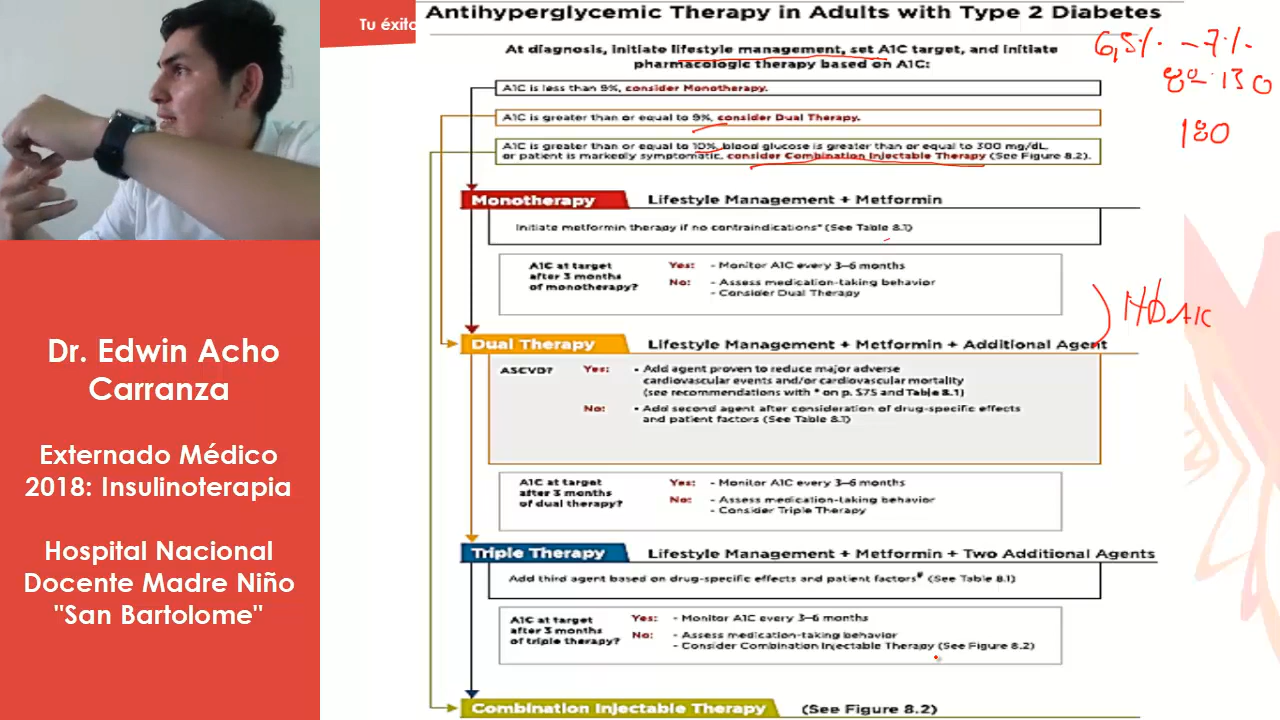 Tu éxito
Antihyperglycemic Therapy in Adults with Type 2 Diabetes
At diagnosis, initiate lifestyle management, set A1C target, and initiate
pharmacologic therapy based on A1C:
6,5% - 7%
80-130
180
A1C is less than 9%, consider Monotherapy.
A1C is greater than or equal to 9%, consider Dual Therapy.
A1C is greater than or equal to 10%, blood glucose is greater than or equal to 300 mg/dL,
or patient is markedly symptomatic, consider Combination Injectable Therapy (See Figure 8.2).
Monotherapy Lifestyle Management + Metformin
Initiate metformin therapy if no contraindications* (See Table 8.1)
A1C at target
after 3 months
of monotherapy?
Yes: - Monitor A1C every 3–6 months
No: - Assess medication-taking behavior
- Consider Dual Therapy
Dual Therapy Lifestyle Management + Metformin + Additional Agent
ASCVD?
Yes: • Add agent proven to reduce major adverse
cardiovascular events and/or cardiovascular mortality
(see recommendations with * on p. S75 and Table 8.1)
No: • Add second agent after consideration of drug-specific effects
and patient factors (See Table 8.1)
A1C at target
after 3 months
of dual therapy?
Yes: - Monitor A1C every 3–6 months
No: - Assess medication-taking behavior
- Consider Triple Therapy
Triple Therapy Lifestyle Management + Metformin + Two Additional Agents
Add third agent based on drug-specific effects and patient factors# (See Table 8.1)
A1C at target
after 3 months
of triple therapy?
Yes: - Monitor A1C every 3–6 months
No: - Assess medication-taking behavior
- Consider Combination Injectable Therapy (See Figure 8.2)
Combination Injectable Therapy (See Figure 8.2)
Dr. Edwin Acho
Carranza
Externado Médico
2018: Insulinoterapia
Hospital Nacional
Docente Madre Niño
"San Bartolome"